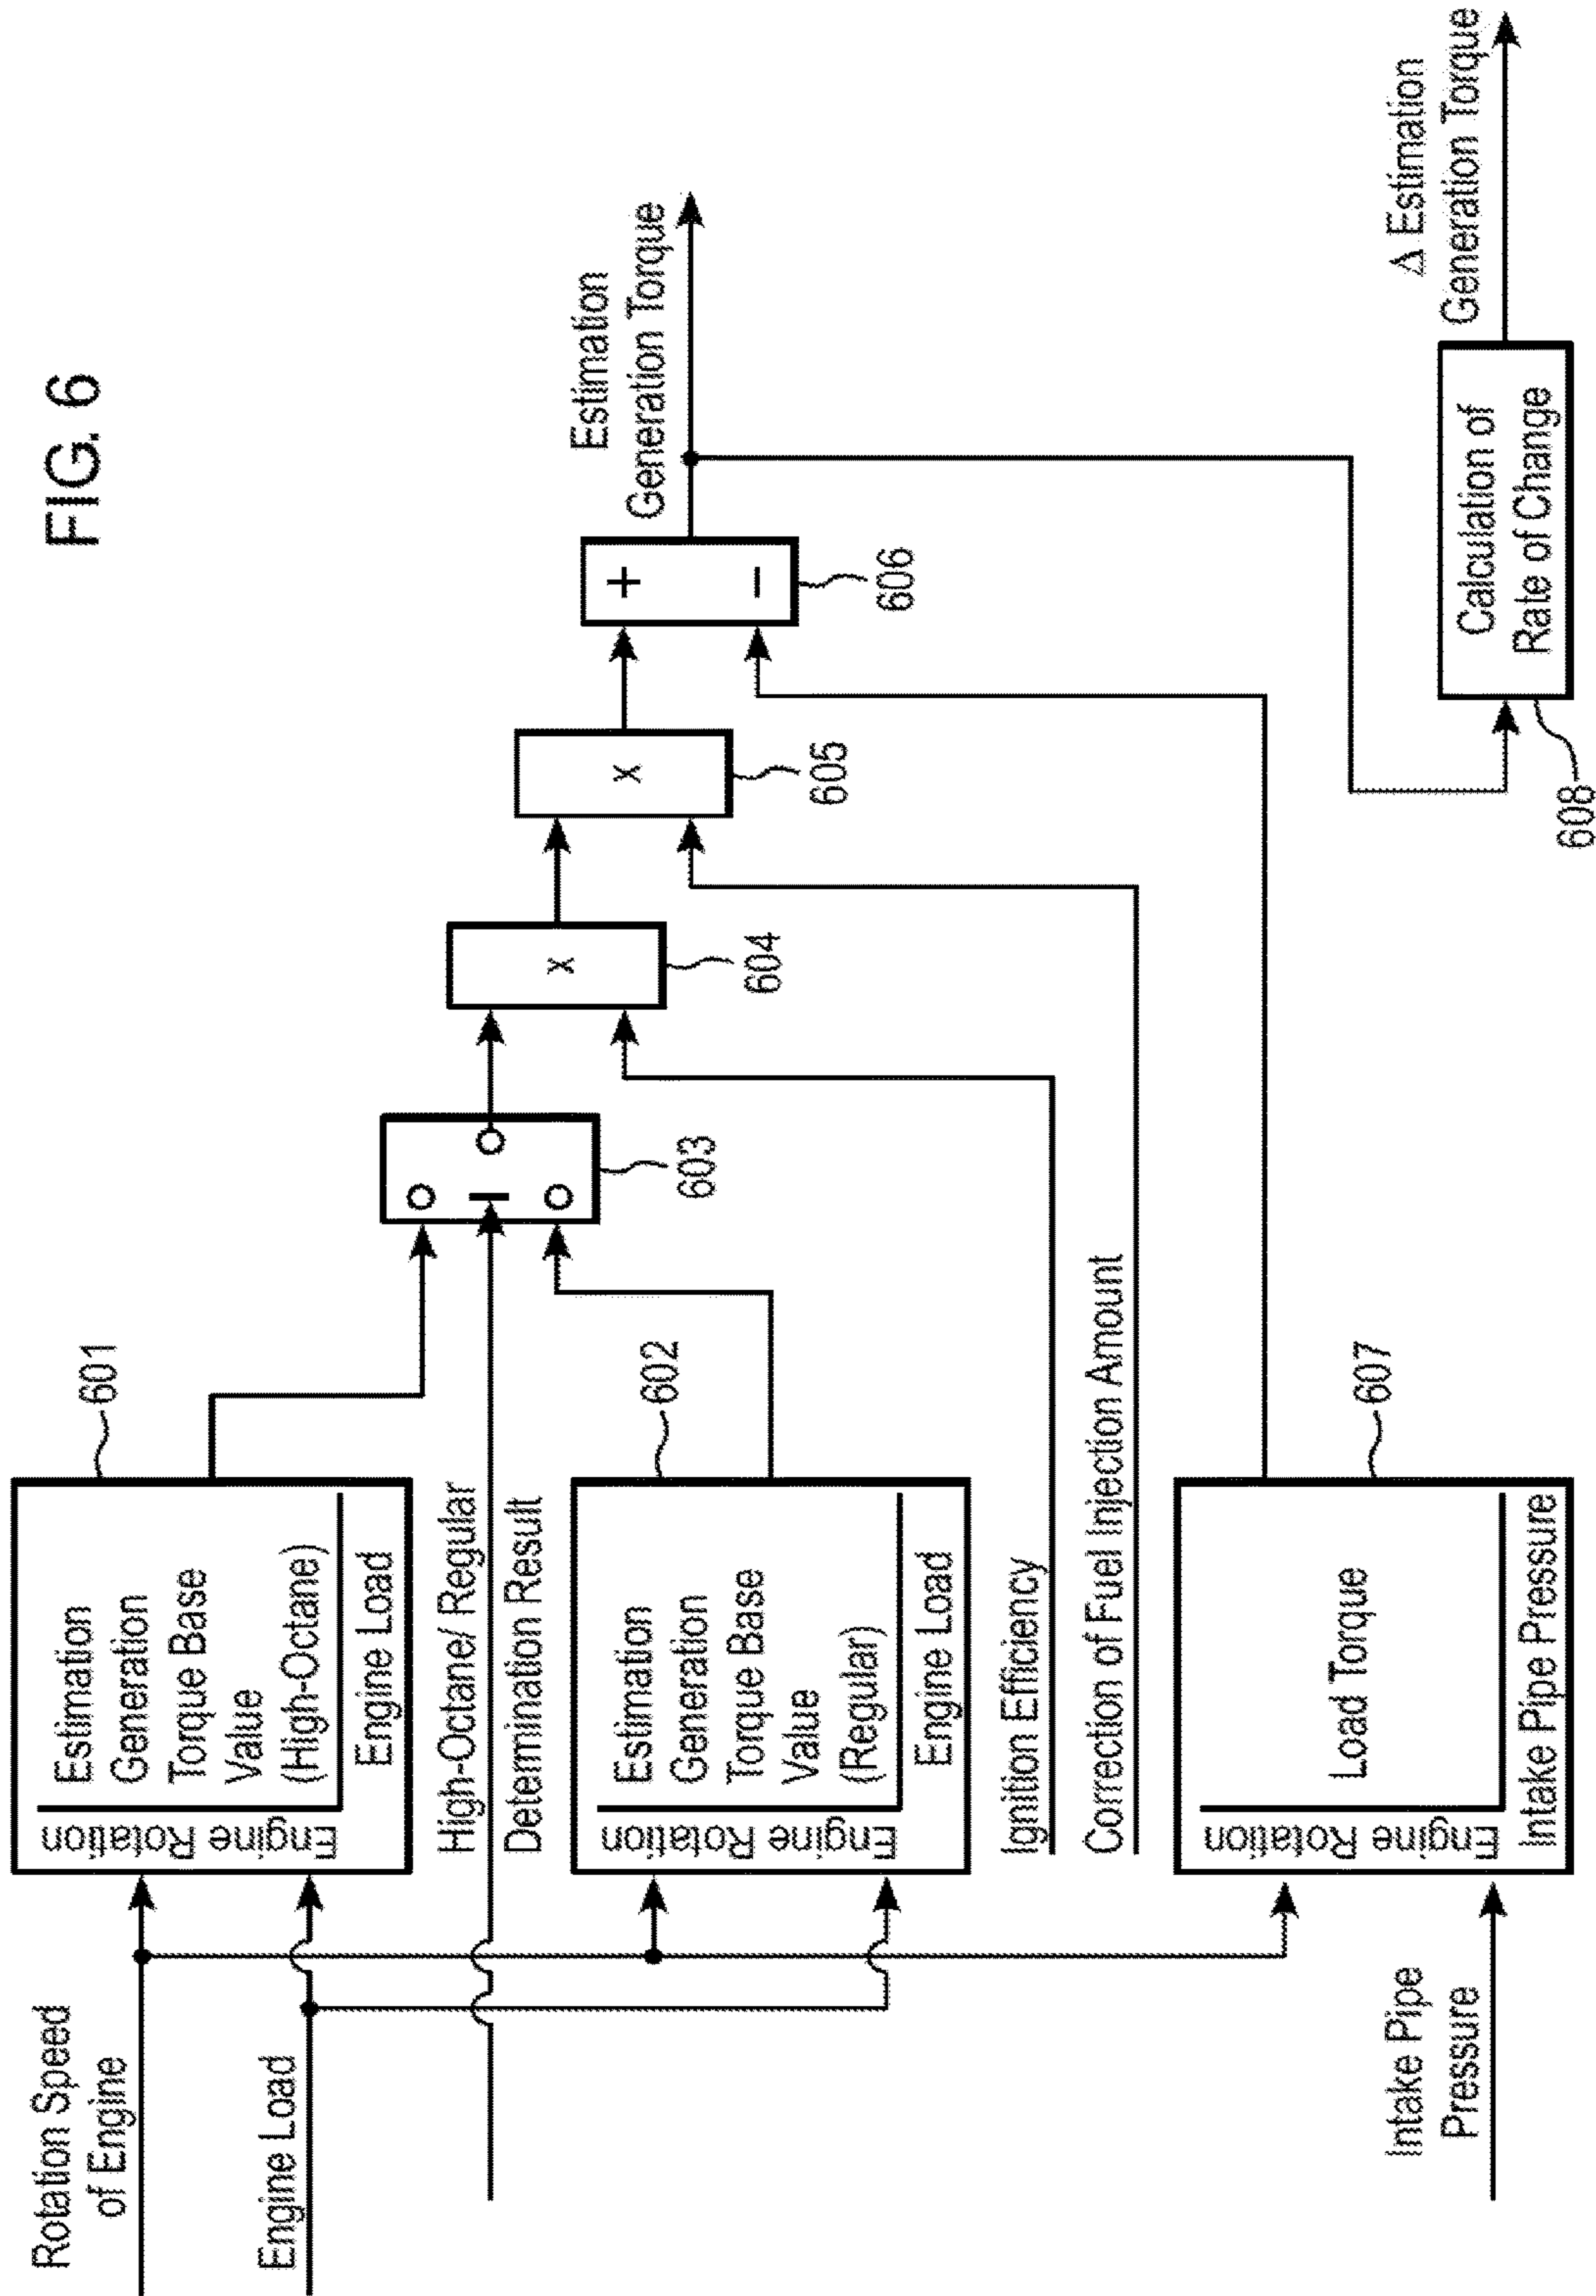 FIG. 6
Rotation Speed
of Engine
Engine Load
Estimation
Generation
Torque Base
Value
(High-Octane)
Engine Rotation
Engine Load
601
High-Octane/ Regular
Determination Result
Estimation
Generation
Torque Base
Value
(Regular)
Engine Rotation
Engine Load
602
603
Ignition Efficiency
x
604
Correction of Fuel Injection Amount
x
605
+
−
606
Estimation
Generation Torque
Intake Pipe
Pressure
Load Torque
Engine Rotation
Intake Pipe Pressure
607
Calculation of
Rate of Change
608
Δ Estimation
Generation Torque